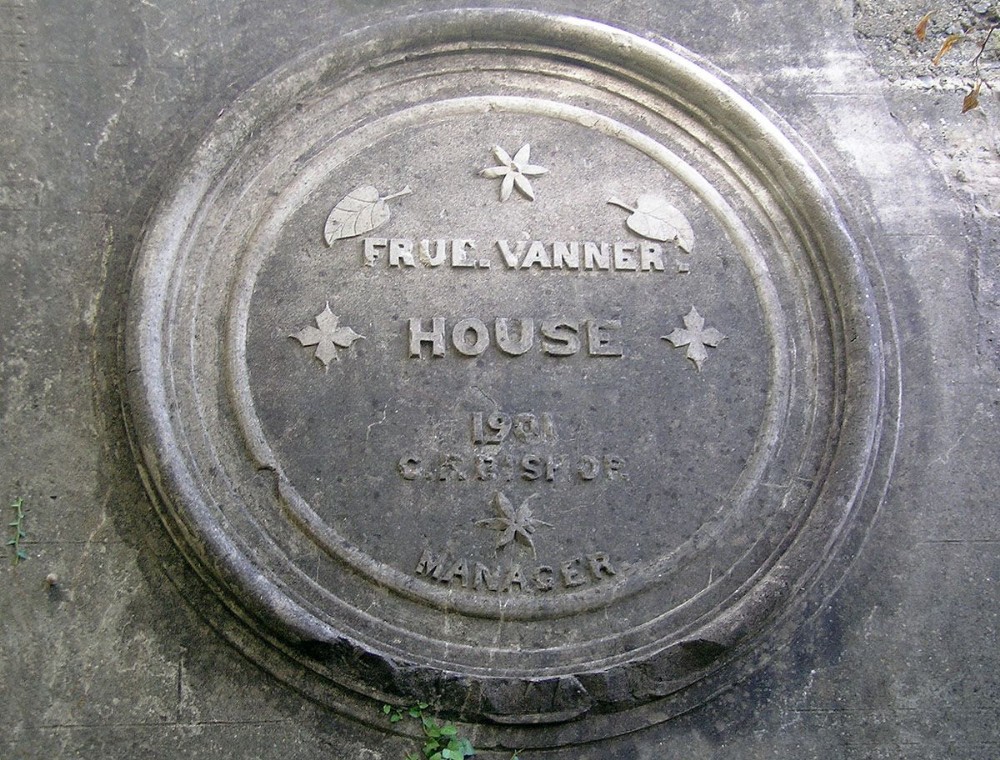 FRUE. VANNER.
HOUSE
1901
C.F. BISHOP
MANAGER